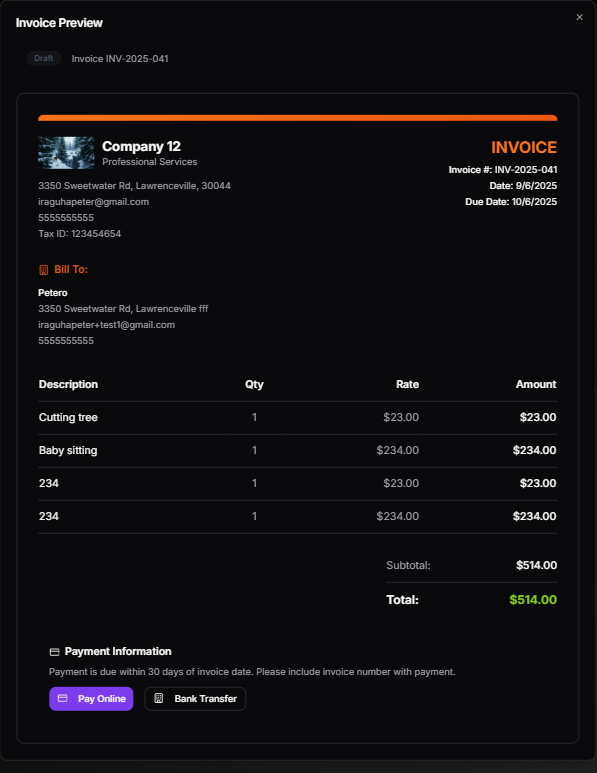 Invoice Preview
×
Draft Invoice INV-2025-041
Company 12
Professional Services
3350 Sweetwater Rd, Lawrenceville, 30044
iraguhapeter@gmail.com
5555555555
Tax ID: 123454654
INVOICE
Invoice #: INV-2025-041
Date: 9/6/2025
Due Date: 10/6/2025
Bill To:
Petero
3350 Sweetwater Rd, Lawrenceville fff
iraguhapeter+test1@gmail.com
5555555555
Description Qty Rate Amount
Cutting tree 1 $23.00 $23.00
Baby sitting 1 $234.00 $234.00
234 1 $23.00 $23.00
234 1 $234.00 $234.00
Subtotal: $514.00
Total: $514.00
Payment Information
Payment is due within 30 days of invoice date. Please include invoice number with payment.
Pay Online Bank Transfer